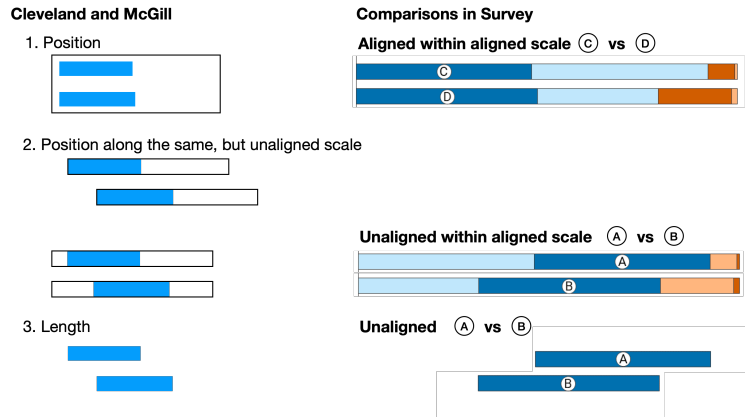 Cleveland and McGill
Comparisons in Survey
1. Position
Aligned within aligned scale C vs D
C
D
2. Position along the same, but unaligned scale
Unaligned within aligned scale A vs B
A
B
3. Length
Unaligned A vs B
A
B